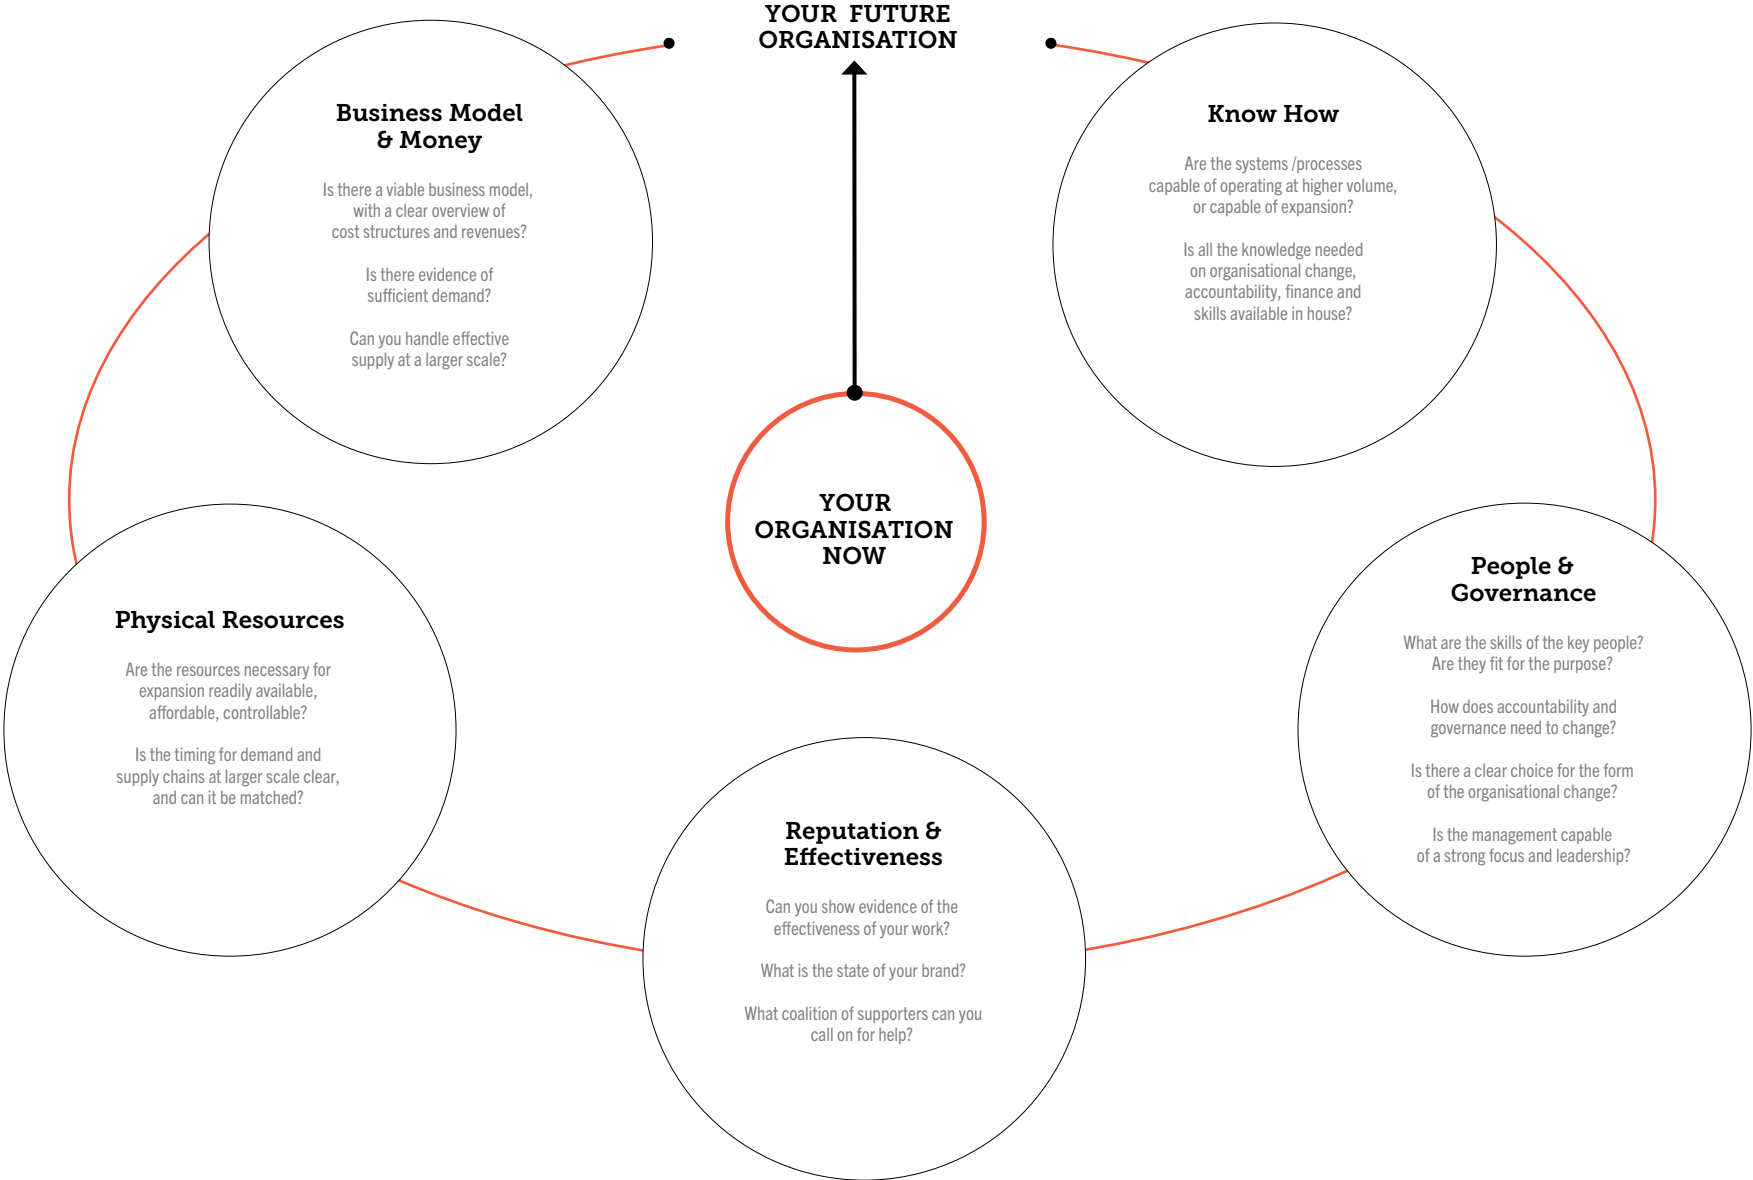 YOUR FUTURE
ORGANISATION
Business Model
& Money
Is there a viable business model,
with a clear overview of
cost structures and revenues?
Is there evidence of
sufficient demand?
Can you handle effective
supply at a larger scale?
Know How
Are the systems /processes
capable of operating at higher volume,
or capable of expansion?
Is all the knowledge needed
on organisational change,
accountability, finance and
skills available in house?
YOUR
ORGANISATION
NOW
People &
Governance
What are the skills of the key people?
Are they fit for the purpose?
How does accountability and
governance need to change?
Is there a clear choice for the form
of the organisational change?
Is the management capable
of a strong focus and leadership?
Physical Resources
Are the resources necessary for
expansion readily available,
affordable, controllable?
Is the timing for demand and
supply chains at larger scale clear,
and can it be matched?
Reputation &
Effectiveness
Can you show evidence of the
effectiveness of your work?
What is the state of your brand?
What coalition of supporters can you
call on for help?